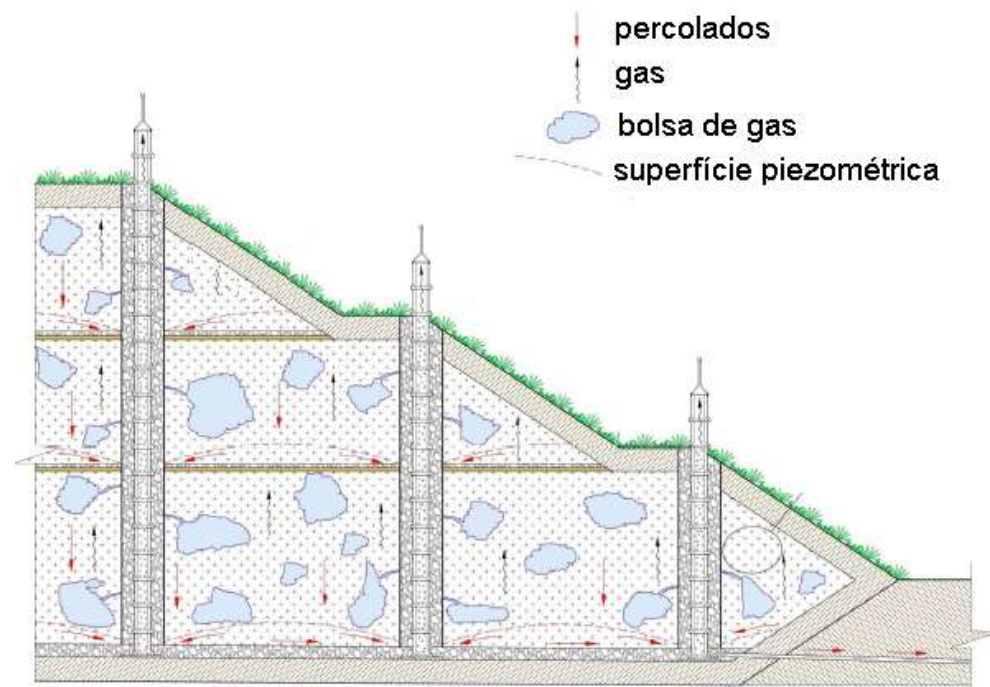 percolados
gas
bolsa de gas
superfície piezométrica